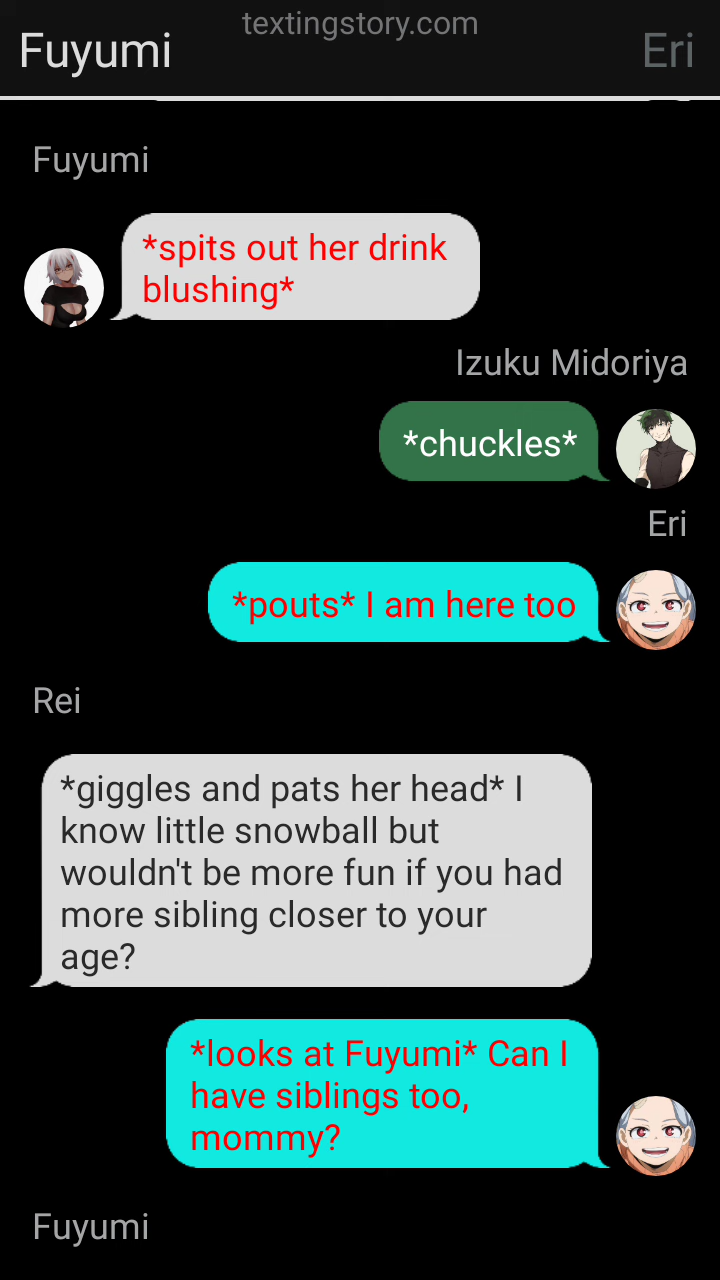 textingstory.com
Fuyumi
Eri
Fuyumi
*spits out her drink
blushing*
Izuku Midoriya
*chuckles*
Eri
*pouts* I am here too
Rei
*giggles and pats her head* I
know little snowball but
wouldn't be more fun if you had
more sibling closer to your
age?
*looks at Fuyumi* Can I
have siblings too,
mommy?
Fuyumi